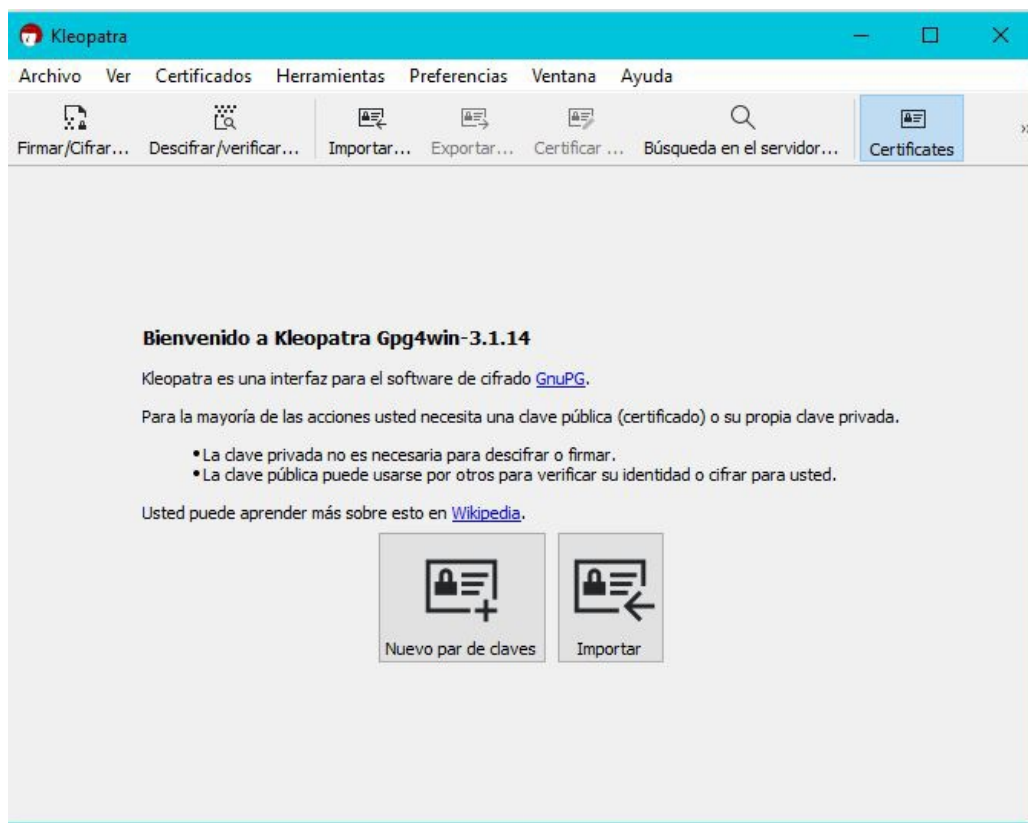 Kleopatra
Archivo Ver Certificados Herramientas Preferencias Ventana Ayuda
Firmar/Cifrar... Descifrar/verificar... Importar... Exportar... Certificar ... Búsqueda en el servidor... Certificates »
Bienvenido a Kleopatra Gpg4win-3.1.14
Kleopatra es una interfaz para el software de cifrado GnuPG.
Para la mayoría de las acciones usted necesita una clave pública (certificado) o su propia clave privada.
•La clave privada no es necesaria para descifrar o firmar.
•La clave pública puede usarse por otros para verificar su identidad o cifrar para usted.
Usted puede aprender más sobre esto en Wikipedia.
Nuevo par de claves Importar